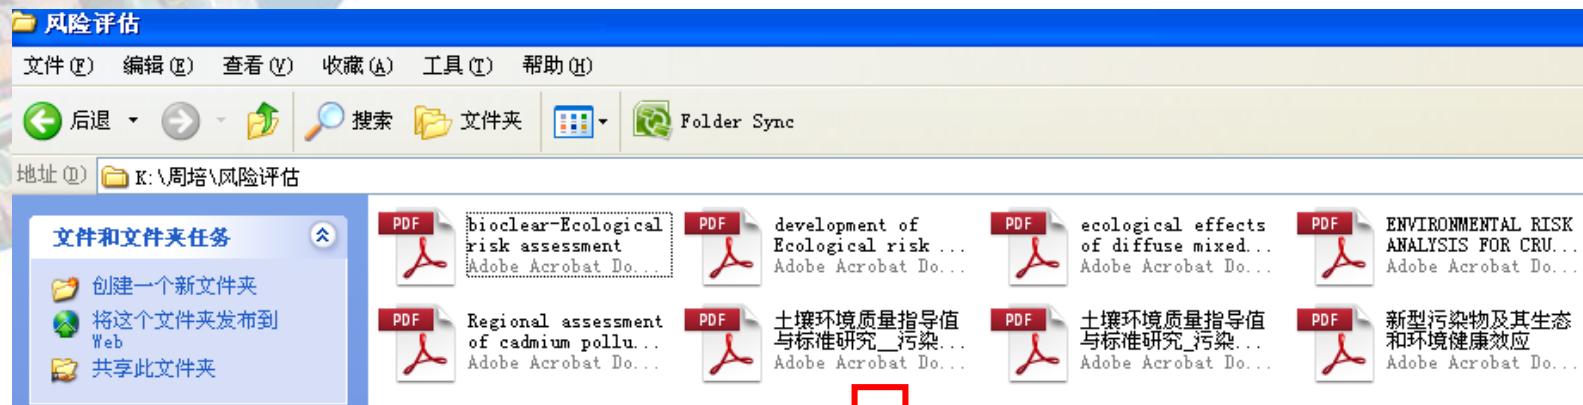 风险评估
文件(F) 编辑(E) 查看(V) 收藏(A) 工具(T) 帮助(H)
后退 搜索 文件夹 Folder Sync
地址(D) K:\周培\风险评估
文件和文件夹任务
创建一个新文件夹
将这个文件夹发布到
Web
共享此文件夹
PDF
bioclear-Ecological
risk assessment
Adobe Acrobat Do...
PDF
development of
Ecological risk ...
Adobe Acrobat Do...
PDF
ecological effects
of diffuse mixed...
Adobe Acrobat Do...
PDF
ENVIRONMENTAL RISK
ANALYSIS FOR CRU...
Adobe Acrobat Do...
PDF
Regional assessment
of cadmium pollu...
Adobe Acrobat Do...
PDF
土壤环境质量指导值
与标准研究__污染...
Adobe Acrobat Do...
PDF
土壤环境质量指导值
与标准研究_污染...
Adobe Acrobat Do...
PDF
新型污染物及其生态
和环境健康效应
Adobe Acrobat Do...